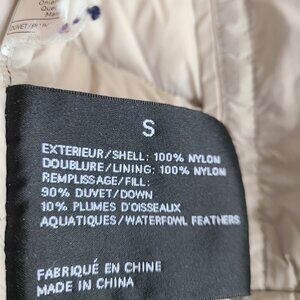 DUVET/
S
EXTERIEUR/SHELL: 100% NYLON
DOUBLURE/LINING: 100% NYLON
REMPLISSAGE/FILL:
90% DUVET/DOWN
10% PLUMES D'OISSEAUX
AQUATIQUES/WATERFOWL FEATHERS
FABRIQUÉ EN CHINE
MADE IN CHINA